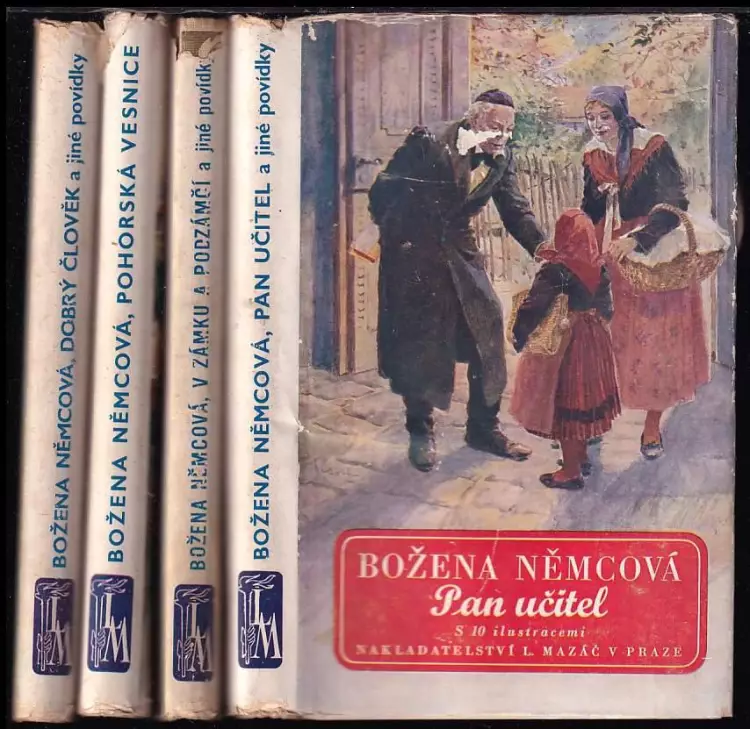 BOŽENA NĚMCOVÁ, DOBRÝ ČLOVĚK a jiné povídky
LM
BOŽENA NĚMCOVÁ, POHORSKÁ VESNICE
LM
BOŽENA NĚMCOVÁ, V ZÁMKU A PODZÁMČÍ a jiné povídk
LM
BOŽENA NĚMCOVÁ, PAN UČITEL a jiné povídky
LM
BOŽENA NĚMCOVÁ
Pan učitel
S 10 ilustracemi
NAKLADATELSTVÍ L. MAZÁČ V PRAZE